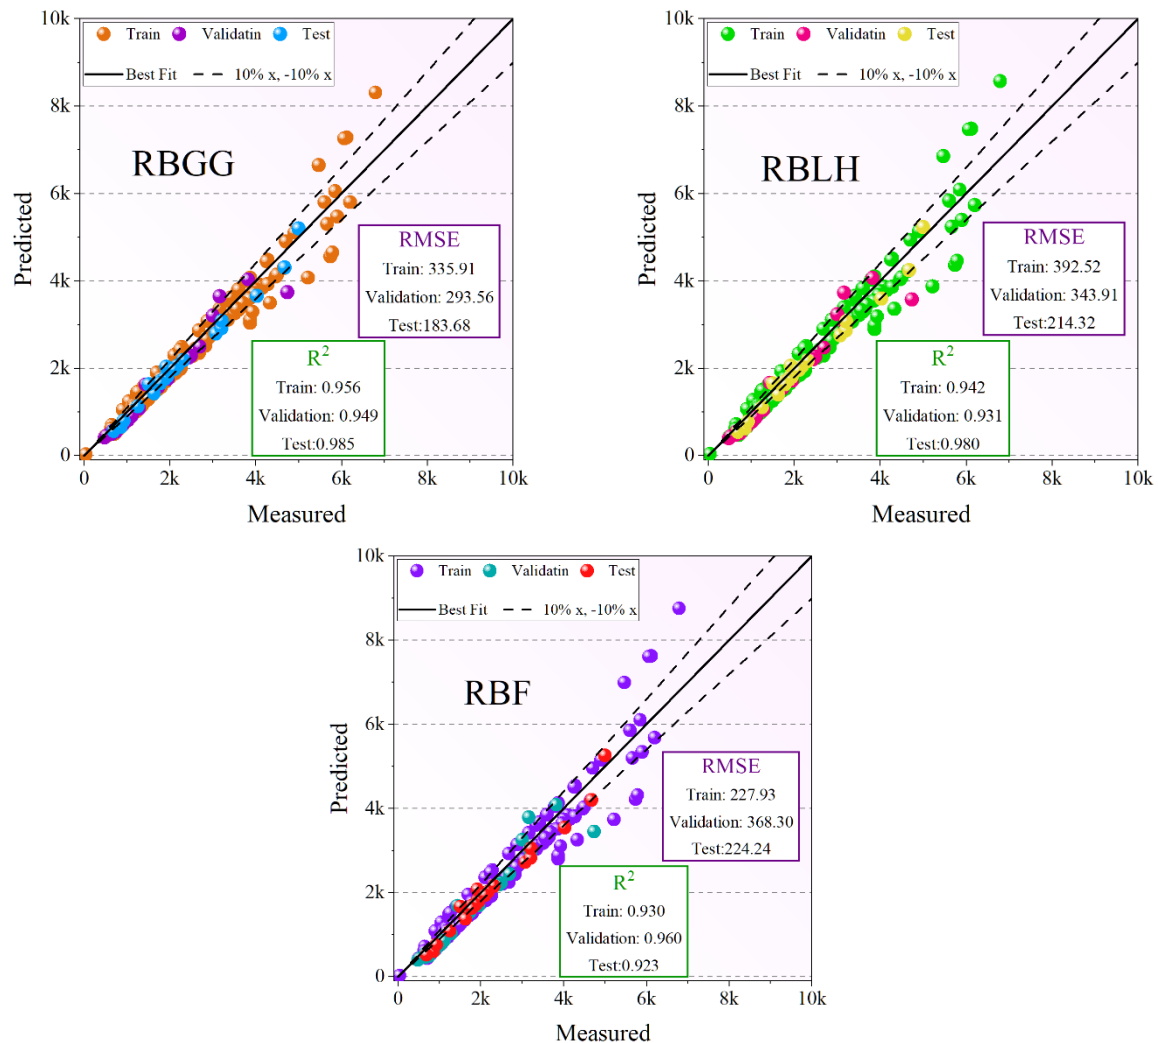 10k
8k
6k
4k
2k
0
Predicted
Train Validatin Test
Best Fit 10% x, -10% x
RBGG
RMSE
Train: 335.91
Validation: 293.56
Test:183.68
R²
Train: 0.956
Validation: 0.949
Test:0.985
0 2k 4k 6k 8k 10k
Measured
10k
8k
6k
4k
2k
0
Predicted
Train Validatin Test
Best Fit 10% x, -10% x
RBLH
RMSE
Train: 392.52
Validation: 343.91
Test:214.32
R²
Train: 0.942
Validation: 0.931
Test:0.980
0 2k 4k 6k 8k 10k
Measured
10k
8k
6k
4k
2k
0
Predicted
Train Validatin Test
Best Fit 10% x, -10% x
RBF
RMSE
Train: 227.93
Validation: 368.30
Test:224.24
R²
Train: 0.930
Validation: 0.960
Test:0.923
0 2k 4k 6k 8k 10k
Measured